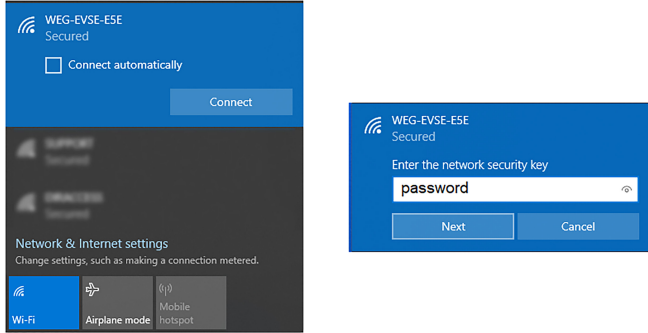 WEG-EVSE-E5E
Secured
Connect automatically
Connect
Network & Internet settings
Change settings, such as making a connection metered.
Wi-Fi
Airplane mode
Mobile
hotspot
WEG-EVSE-E5E
Secured
Enter the network security key
password
Next
Cancel